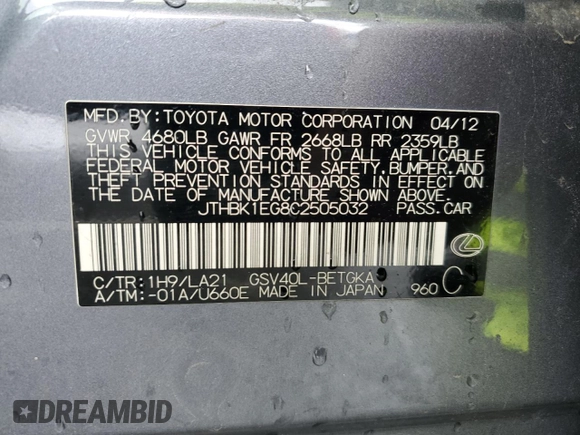 MFD.BY:TOYOTA MOTOR CORPORATION 04/12
GVWR 4680LB GAWR FR 2668LB RR 2359LB
THIS VEHICLE CONFORMS TO ALL APPLICABLE
FEDERAL MOTOR VEHICLE SAFETY,BUMPER,AND
THEFT PREVENTION STANDARDS IN EFFECT ON THE
DATE OF MANUFACTURE SHOWN ABOVE.
JTHBK1EG8C2505032 PASS.CAR
C/TR:1H9/LA21 GSV40L-BETGKA
A/TM:-01A/U660E MADE IN JAPAN 960 C
DREAMBID